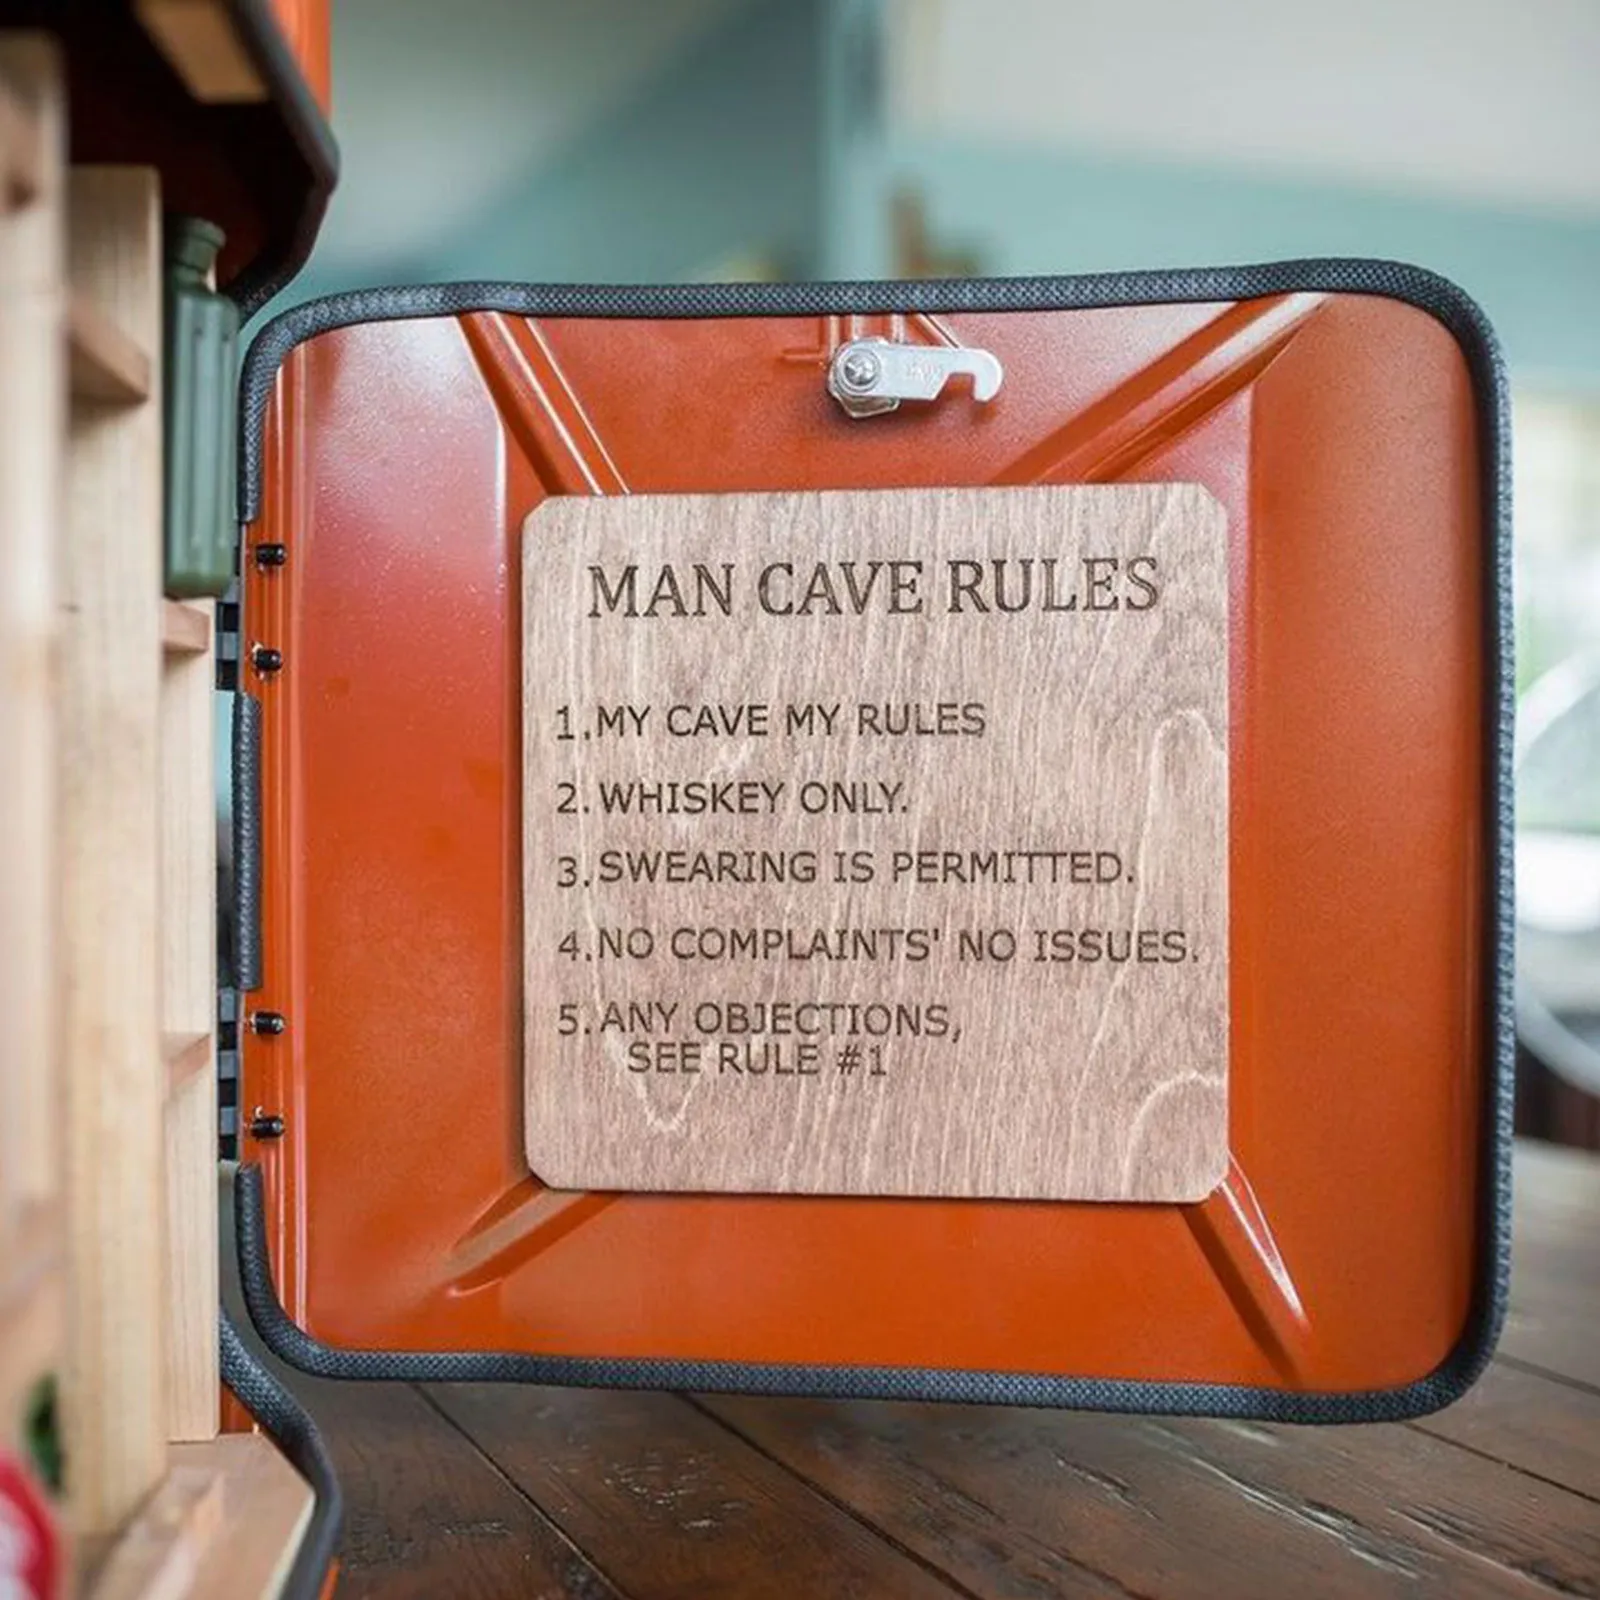 MAN CAVE RULES
1. MY CAVE MY RULES
2. WHISKEY ONLY.
3. SWEARING IS PERMITTED.
4. NO COMPLAINTS' NO ISSUES.
5. ANY OBJECTIONS,
SEE RULE #1